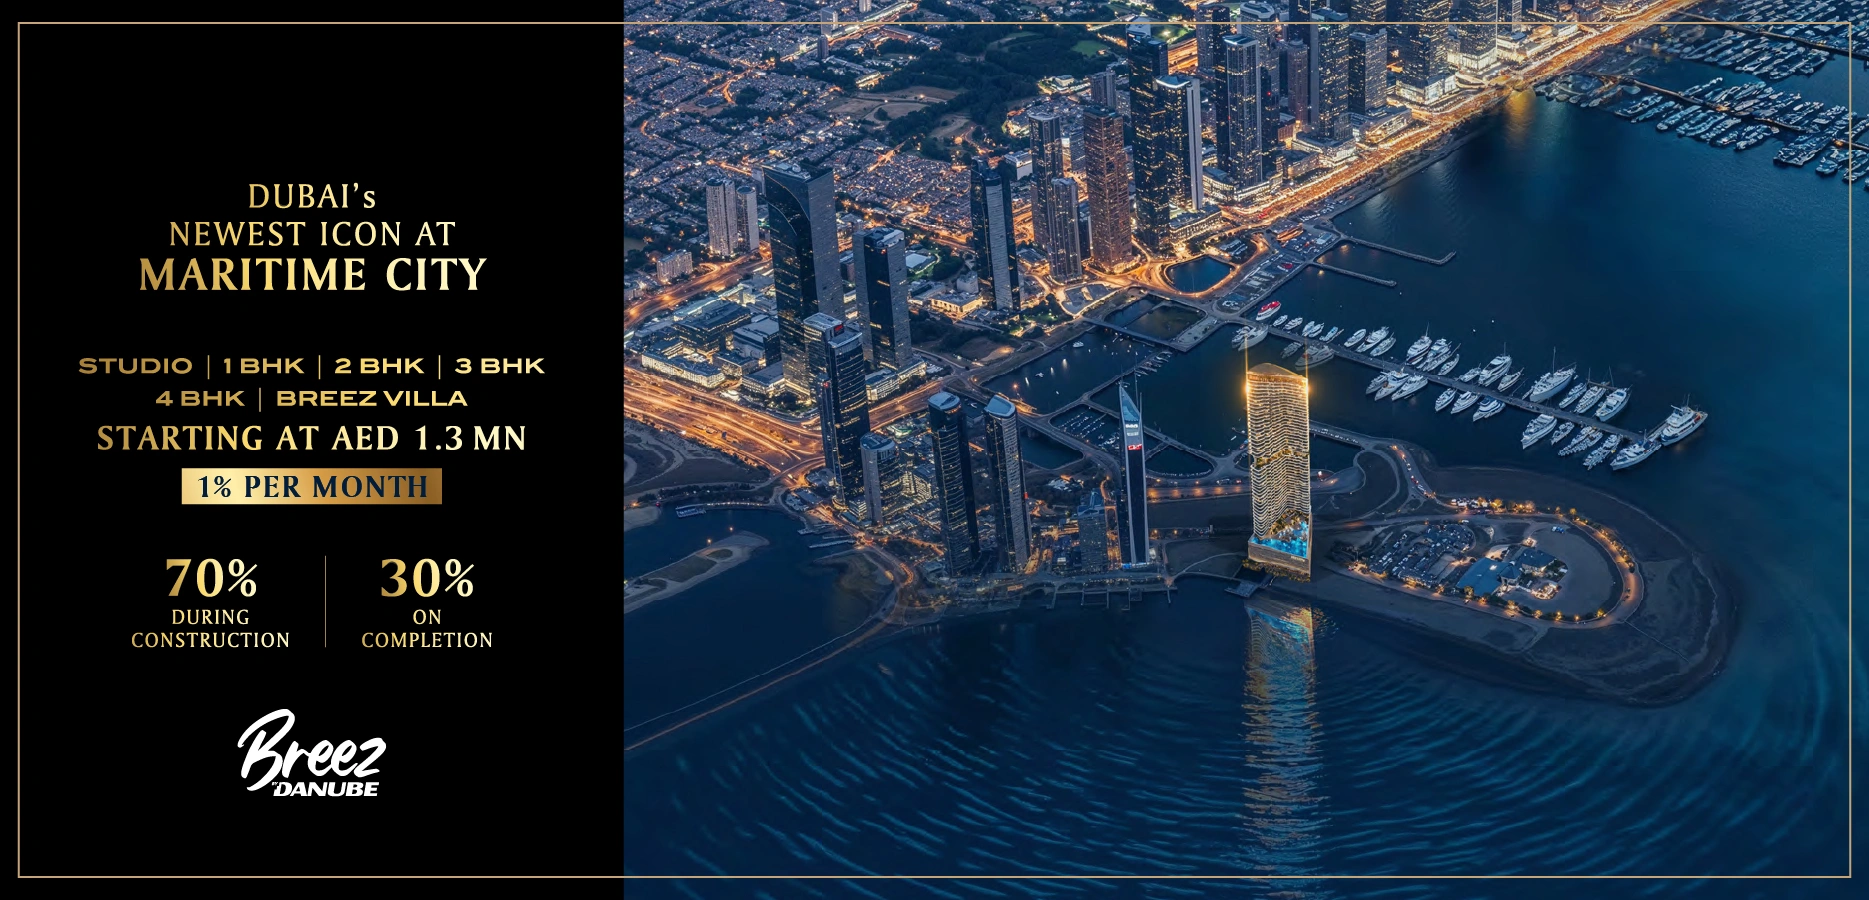 DUBAI's
NEWEST ICON AT
MARITIME CITY
STUDIO | 1 BHK | 2 BHK | 3 BHK
4 BHK | BREEZ VILLA
STARTING AT AED 1.3 MN
1% PER MONTH
70%
DURING
CONSTRUCTION
30%
ON
COMPLETION
Breez
BY DANUBE